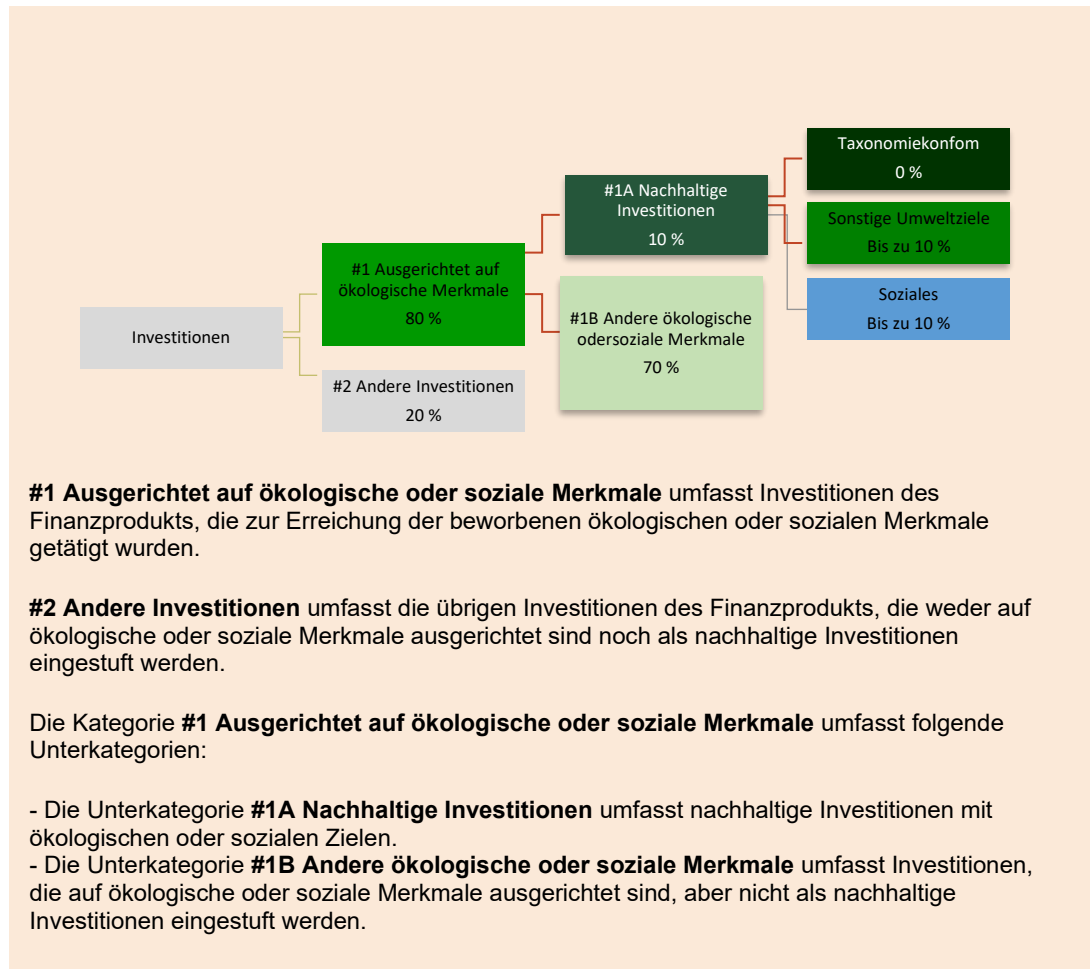 Taxonomiekonfom
0 %
#1A Nachhaltige
Investitionen
10 %
Sonstige Umweltziele
Bis zu 10 %
#1 Ausgerichtet auf
ökologische Merkmale
80 %
Soziales
Bis zu 10 %
#1B Andere ökologische
odersoziale Merkmale
70 %
Investitionen
#2 Andere Investitionen
20 %
#1 Ausgerichtet auf ökologische oder soziale Merkmale umfasst Investitionen des
Finanzprodukts, die zur Erreichung der beworbenen ökologischen oder sozialen Merkmale
getätigt wurden.
#2 Andere Investitionen umfasst die übrigen Investitionen des Finanzprodukts, die weder auf
ökologische oder soziale Merkmale ausgerichtet sind noch als nachhaltige Investitionen
eingestuft werden.
Die Kategorie #1 Ausgerichtet auf ökologische oder soziale Merkmale umfasst folgende
Unterkategorien:
- Die Unterkategorie #1A Nachhaltige Investitionen umfasst nachhaltige Investitionen mit
ökologischen oder sozialen Zielen.
- Die Unterkategorie #1B Andere ökologische oder soziale Merkmale umfasst Investitionen,
die auf ökologische oder soziale Merkmale ausgerichtet sind, aber nicht als nachhaltige
Investitionen eingestuft werden.